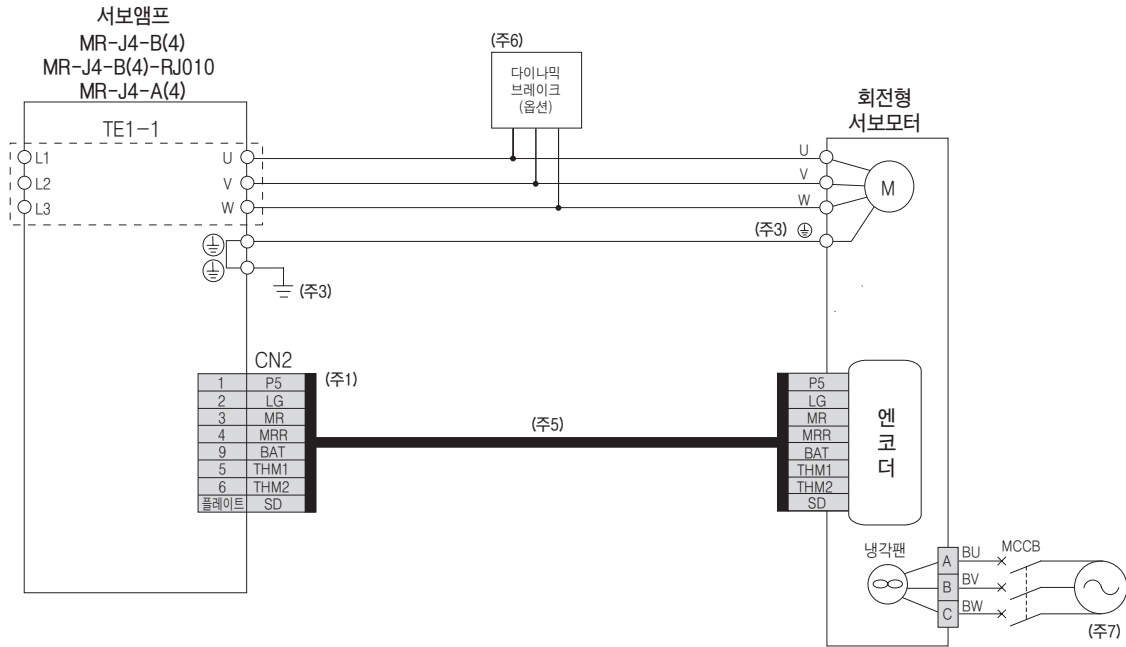 서보앰프
MR-J4-B(4)
MR-J4-B(4)-RJ010
MR-J4-A(4)
TE1-1
L1
L2
L3
U
V
W
(주3)
(주6)
다이나믹
브레이크
(옵션)
회전형
서보모터
U
V
W
(주3)
M
CN2
(주1)
1 P5
2 LG
3 MR
4 MRR
9 BAT
5 THM1
6 THM2
플레이트 SD
(주5)
P5
LG
MR
MRR
BAT
THM1
THM2
SD
엔
코
더
냉각팬
A BU MCCB
B BV
C BW
(주7)